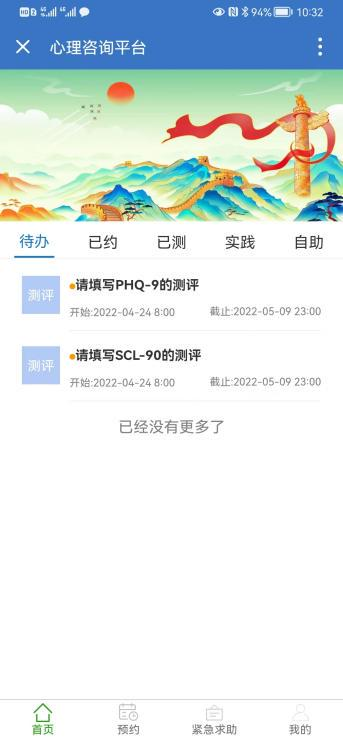 94% 10:32
心理咨询平台
待办 已约 已测 实践 自助
测评
请填写PHQ-9的测评
开始:2022-04-24 8:00 截止:2022-05-09 23:00
测评
请填写SCL-90的测评
开始:2022-04-24 8:00 截止:2022-05-09 23:00
已经没有更多了
首页 预约 紧急求助 我的